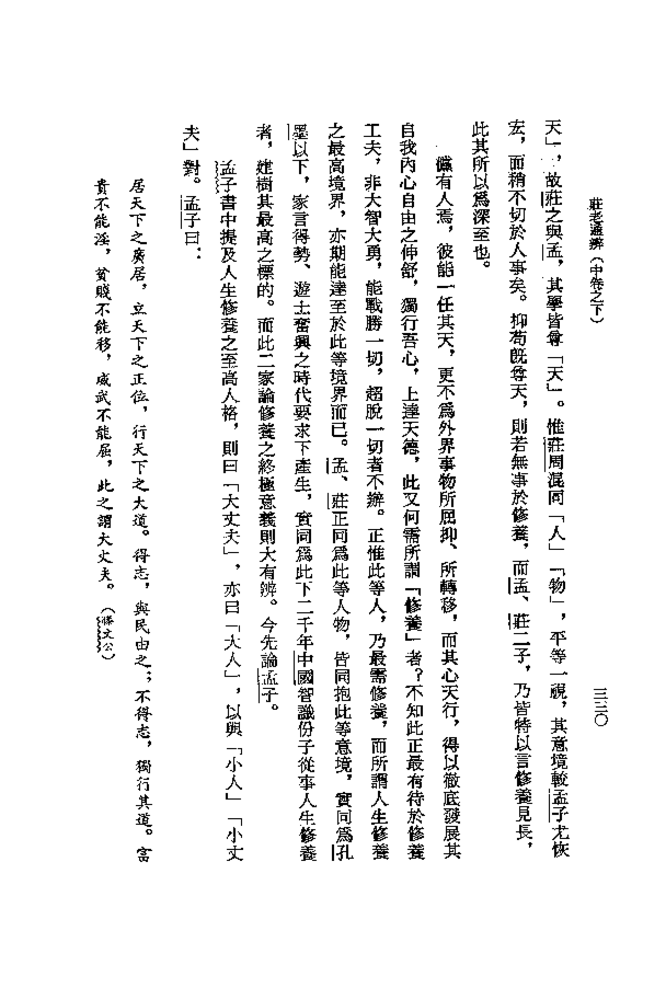 莊老通辨（中卷之下）
三三〇
天」，故莊之與孟，其學皆尊「天」。惟莊周混同「人」「物」，平等一視，其意境較孟子尤恢
宏，而稍不切於人事矣。抑苟既尊天，則若無事於修養，而孟、莊二子，乃皆特以言修養見長，
此其所以為深至也。
儻有人焉，彼能一任其天，更不為外界事物所屈抑、所轉移，而其心天行，得以徹底發展其
自我內心自由之伸舒，獨行吾心，上達天德，此又何需所謂「修養」者？不知此正最有待於修養
工夫，非大智大勇，能戰勝一切，超脫一切者不辦。正惟此等人，乃最需修養，而所謂人生修養
之最高境界，亦期能達至於此等境界而已。孟、莊正同為此等人物，皆同抱此等意境，實同為孔
墨以下，家言得勢、遊士奮興之時代要求下產生，實同為此下二千年中國智識份子從事人生修養
者，建樹其最高之標的。而此二家論修養之終極意義則大有辨。今先論孟子。
孟子書中提及人生修養之至高人格，則曰「大丈夫」，亦曰「大人」，以與「小人」「小丈
夫」對。孟子曰：
居天下之廣居，立天下之正位，行天下之大道。得志，與民由之；不得志，獨行其道。富
貴不能淫，貧賤不能移，威武不能屈，此之謂大丈夫。（滕文公）